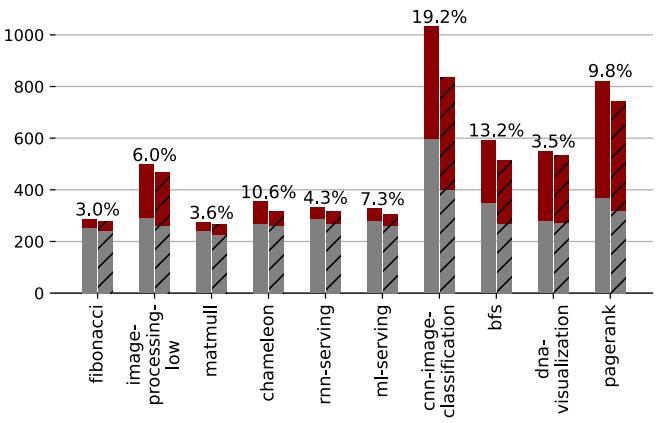 19.2%
1000
9.8%
800
13.2%
600
3.5%
6.0%
400
10.6%
7.3%
4.3%
3.6%
3.0%
200
0
fibonacci
image-
processing-
low
matmull
chameleon
rnn-serving
ml-serving
cnn-image-
classification
bfs
dna-
visualization
pagerank